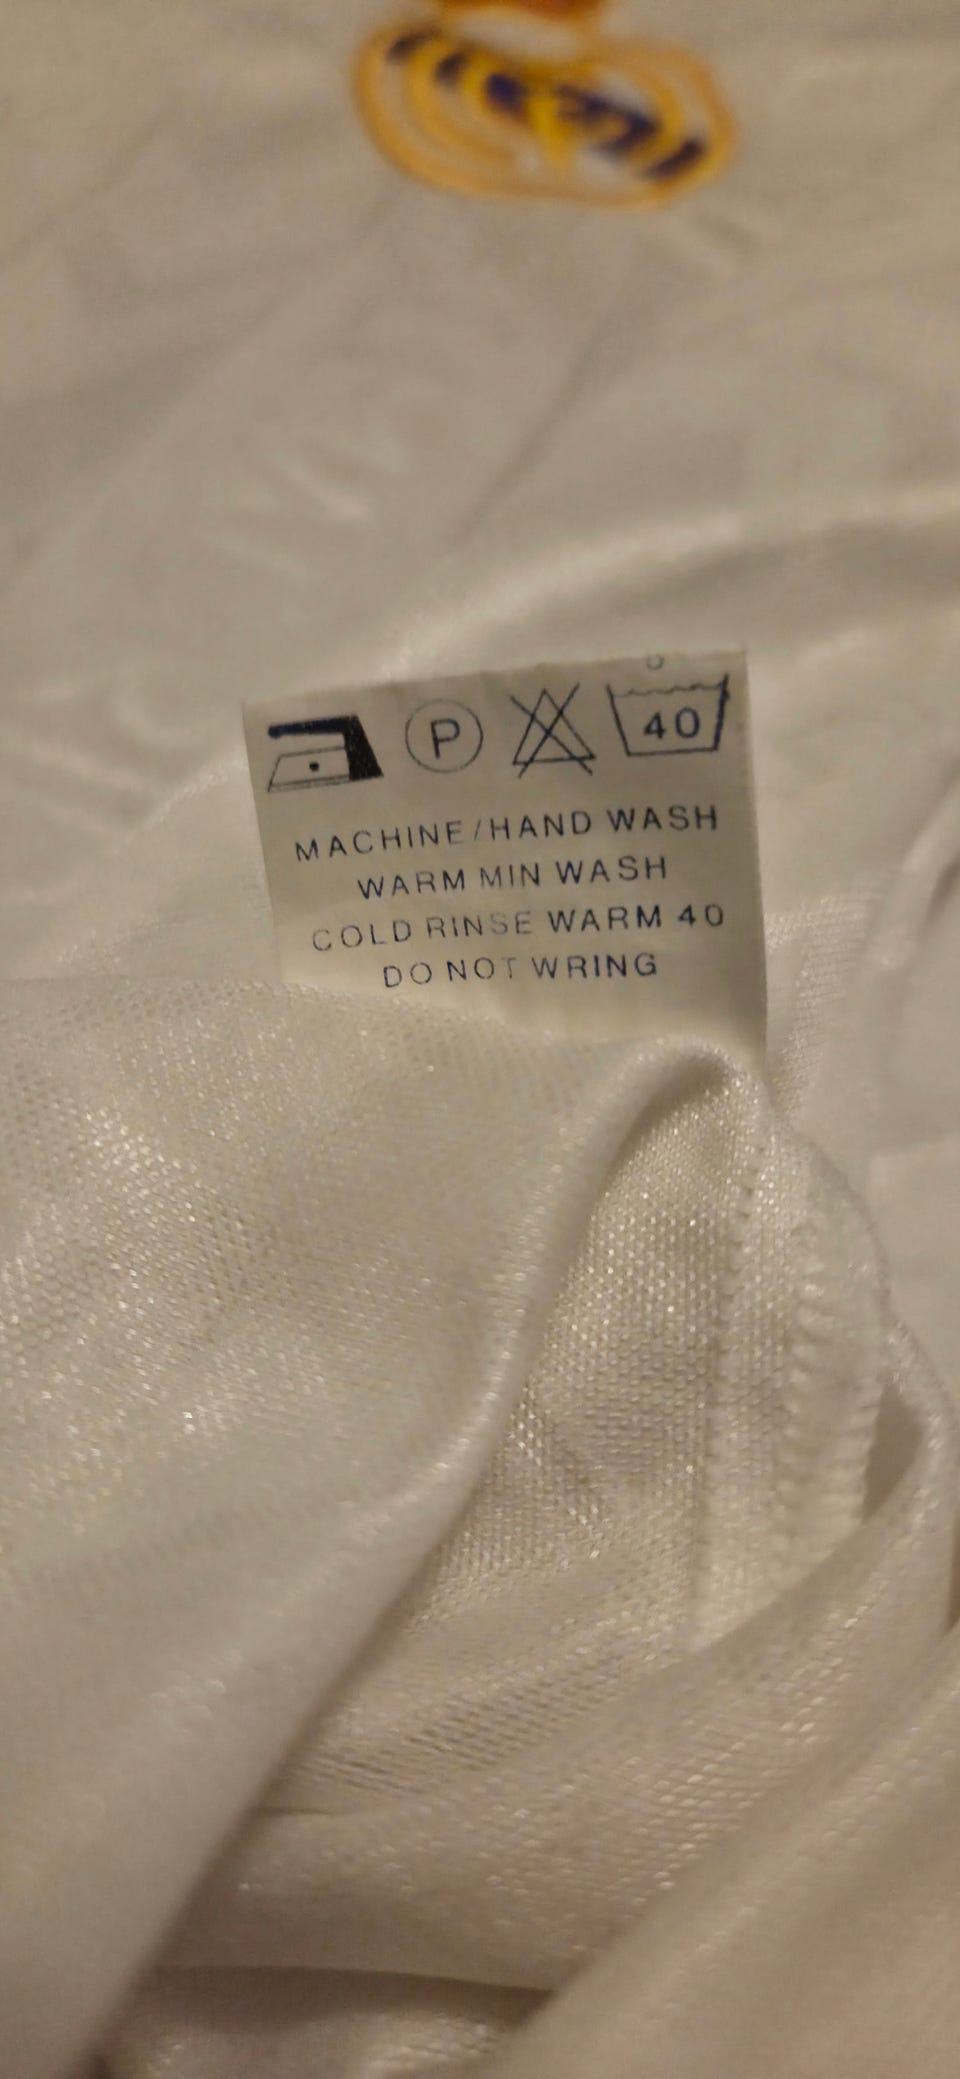 P 40
MACHINE/HAND WASH
WARM MIN WASH
COLD RINSE WARM 40
DO NOT WRING